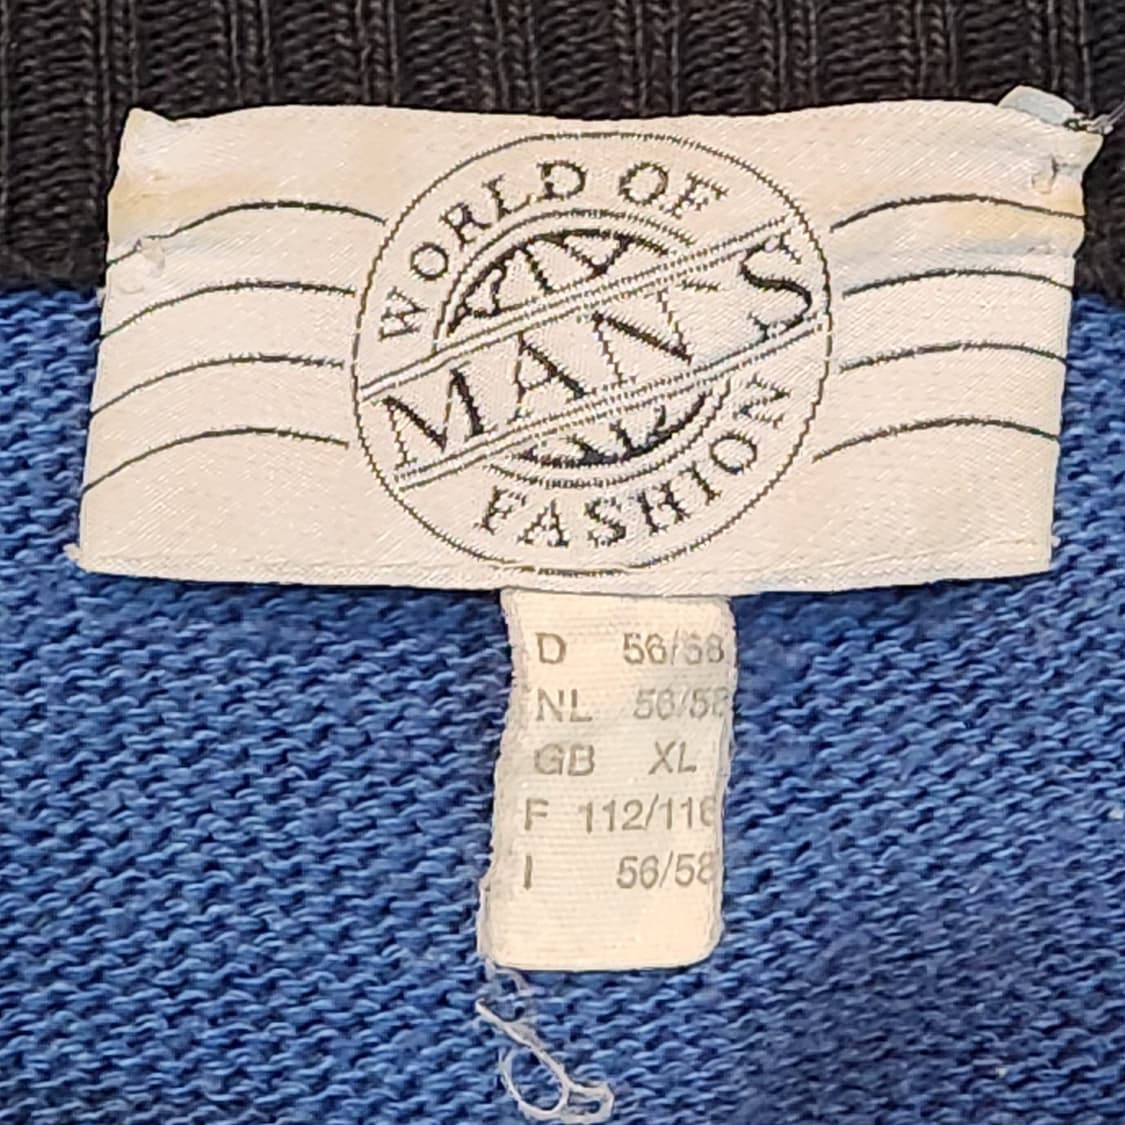 WORLD OF
MAN'S
FASHION
D 56/58
NL 56/58
GB XL
F 112/116
I 56/58